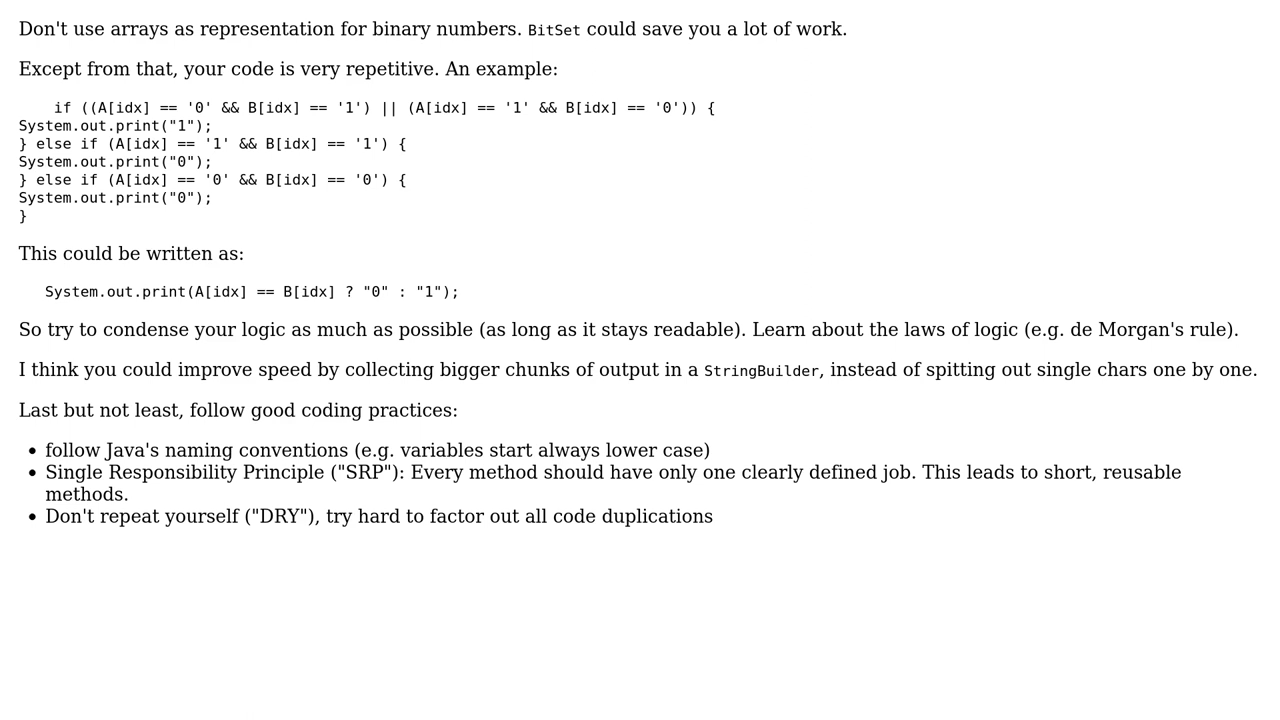 Don't use arrays as representation for binary numbers. BitSet could save you a lot of work.
Except from that, your code is very repetitive. An example:
    if ((A[idx] == '0' && B[idx] == '1') || (A[idx] == '1' && B[idx] == '0')) {
System.out.print("1");
} else if (A[idx] == '1' && B[idx] == '1') {
System.out.print("0");
} else if (A[idx] == '0' && B[idx] == '0') {
System.out.print("0");
}
This could be written as:
   System.out.print(A[idx] == B[idx] ? "0" : "1");
So try to condense your logic as much as possible (as long as it stays readable). Learn about the laws of logic (e.g. de Morgan's rule).
I think you could improve speed by collecting bigger chunks of output in a StringBuilder, instead of spitting out single chars one by one.
Last but not least, follow good coding practices:
• follow Java's naming conventions (e.g. variables start always lower case)
• Single Responsibility Principle ("SRP"): Every method should have only one clearly defined job. This leads to short, reusable
methods.
• Don't repeat yourself ("DRY"), try hard to factor out all code duplications